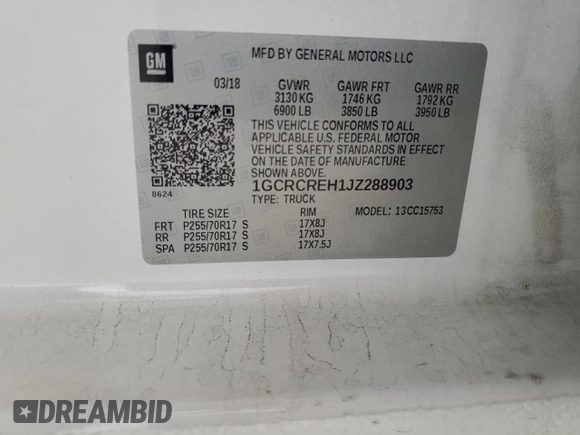 GM
MFD BY GENERAL MOTORS LLC
03/18 GVWR GAWR FRT GAWR RR
3130 KG 1746 KG 1792 KG
6900 LB 3850 LB 3950 LB
THIS VEHICLE CONFORMS TO ALL
APPLICABLE U.S. FEDERAL MOTOR
VEHICLE SAFETY STANDARDS IN EFFECT
ON THE DATE OF MANUFACTURE
SHOWN ABOVE.
8624
1GCRCREH1JZ288903
TYPE: TRUCK MODEL: 13CC15753
TIRE SIZE RIM
FRT P255/70R17 S 17X8J
RR P255/70R17 S 17X8J
SPA P255/70R17 S 17X7.5J
DREAMBID